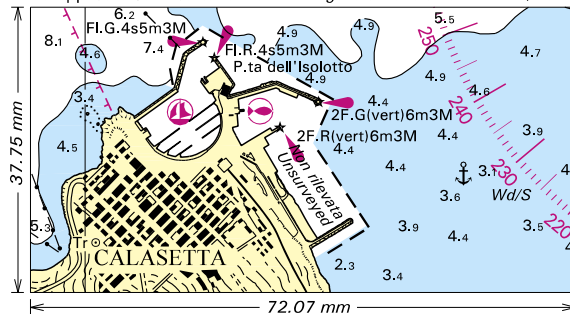 6.2
5.5
Fl.G.4s5m3M
4.9
8.1
7.4
Fl.R.4s5m3M
250
4.6
P.ta dell'Isolotto
4.7
4.9
4.9
3.4
4.4
4.6
240
2F.G(vert)6m3M
4.5
2F.R(vert)6m3M
4.4
3.9
4.4
Non rilevata
Unsurveyed
3.1
230
3.6
Wd/S
5.3
3.9
3.5
220
Tr
4.4
CALASETTA
2.3
3.4
37.75 mm
72.07 mm